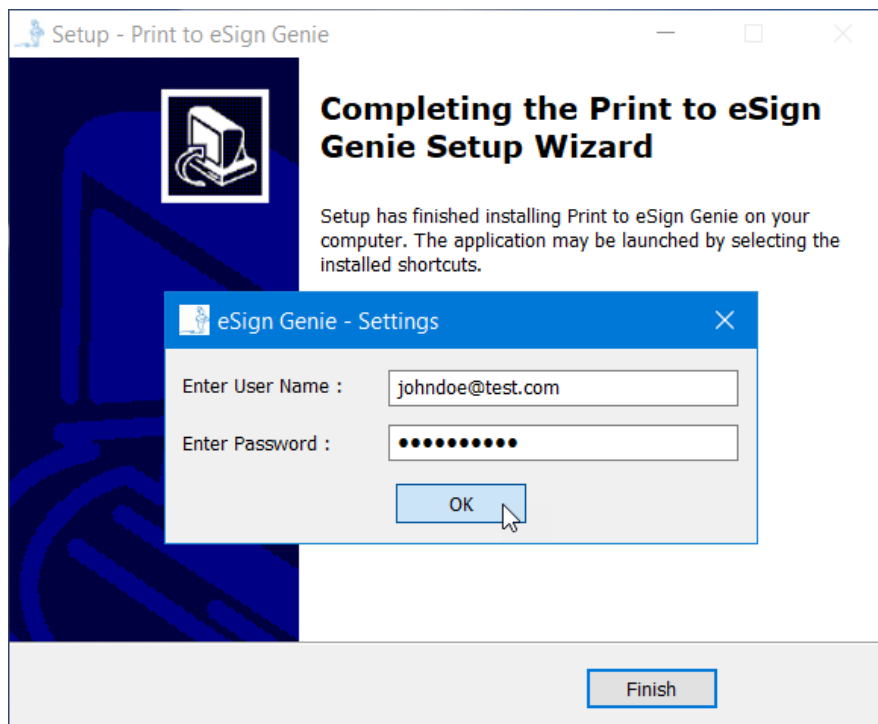 Setup - Print to eSign Genie
Completing the Print to eSign
Genie Setup Wizard
Setup has finished installing Print to eSign Genie on your
computer. The application may be launched by selecting the
installed shortcuts.
eSign Genie - Settings
Enter User Name : johndoe@test.com
Enter Password : ●●●●●●●●●●
OK
Finish